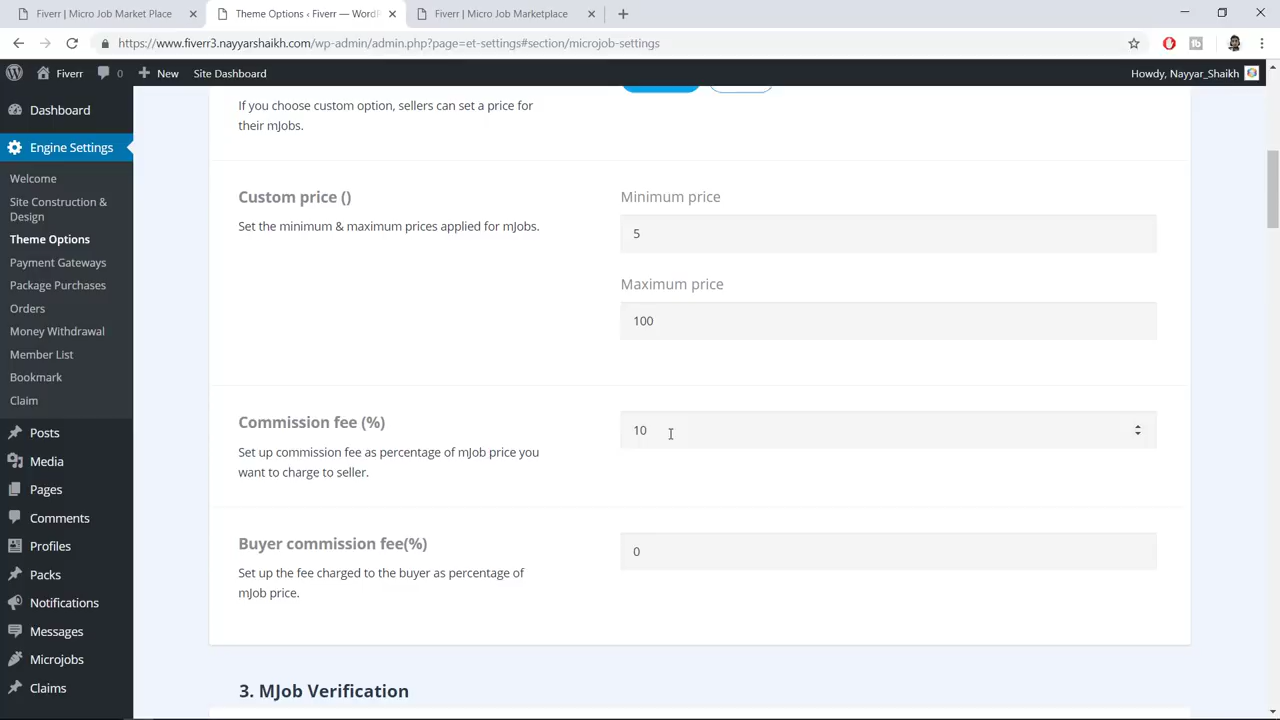 Fiverr | Micro Job Market Place
Theme Options ‹ Fiverr — WordP
Fiverr | Micro Job Marketplace
https://www.fiverr3.nayyarshaikh.com/wp-admin/admin.php?page=et-settings#section/microjob-settings
Fiverr
0
New
Site Dashboard
Howdy, Nayyar_Shaikh
Dashboard
Engine Settings
Welcome
Site Construction &
Design
Theme Options
Payment Gateways
Package Purchases
Orders
Money Withdrawal
Member List
Bookmark
Claim
Posts
Media
Pages
Comments
Profiles
Packs
Notifications
Messages
Microjobs
Claims
If you choose custom option, sellers can set a price for
their mJobs.
Custom price ()
Set the minimum & maximum prices applied for mJobs.
Minimum price
5
Maximum price
100
Commission fee (%)
Set up commission fee as percentage of mJob price you
want to charge to seller.
10
Buyer commission fee(%)
Set up the fee charged to the buyer as percentage of
mJob price.
0
3. MJob Verification